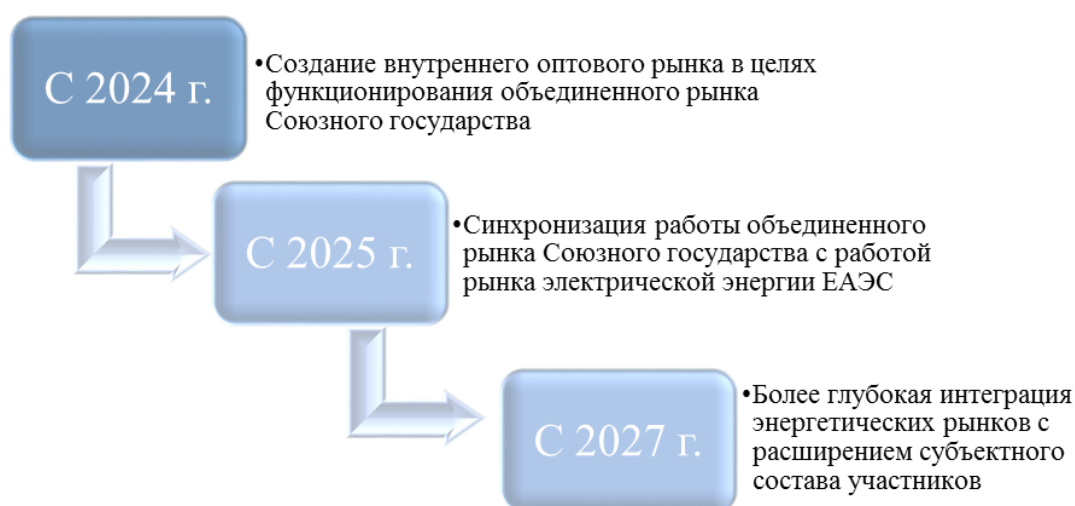 С 2024 г.
•Создание внутреннего оптового рынка в целях
функционирования объединенного рынка
Союзного государства
С 2025 г.
•Синхронизация работы объединенного
рынка Союзного государства с работой
рынка электрической энергии ЕАЭС
С 2027 г.
•Более глубокая интеграция
энергетических рынков с
расширением субъектного
состава участников